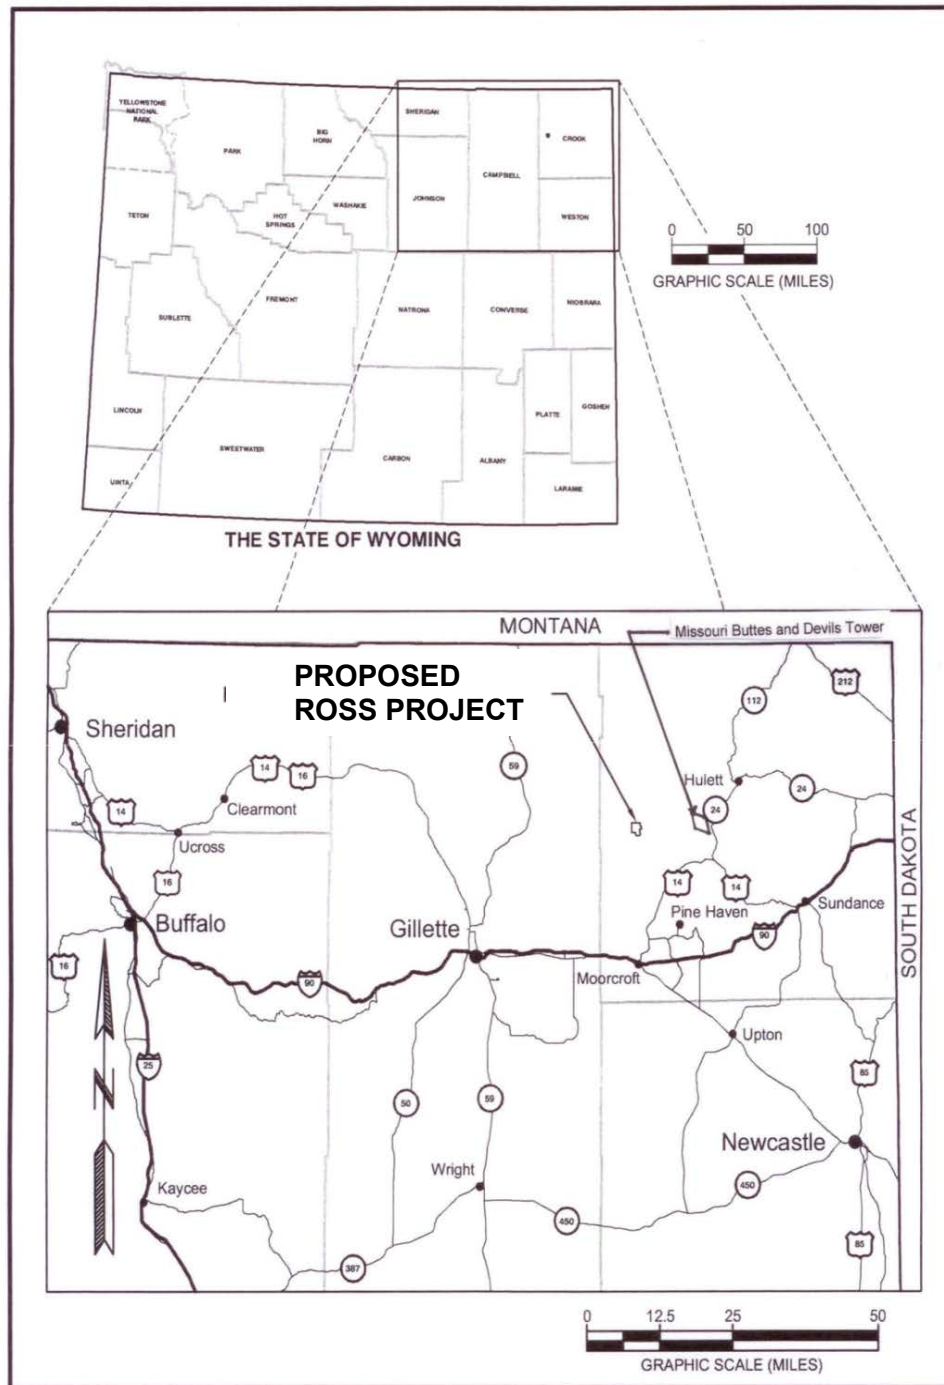 YELLOWSTONE
NATIONAL
PARK
PARK
BIG
HORN
SHERIDAN
CROOK
CAMPBELL
JOHNSON
WESTON
TETON
HOT
SPRINGS
WASHAKIE
0 50 100
GRAPHIC SCALE (MILES)
SUBLETTE
FREMONT
NATRONA
CONVERSE
NIOBRARA
LINCOLN
PLATTE
GOSHEN
SWEETWATER
CARBON
ALBANY
UINTA
LARAMIE
THE STATE OF WYOMING
MONTANA
Missouri Buttes and Devils Tower
PROPOSED
ROSS PROJECT
212
112
Sheridan
59
14
16
Hulett
24
24
Clearmont
14
Ucross
16
14
14
Sundance
Pine Haven
Buffalo
Gillette
90
SOUTH DAKOTA
16
90
Moorcroft
N
25
Upton
85
50
59
Newcastle
Wright
450
Kaycee
450
85
387
0 12.5 25 50
GRAPHIC SCALE (MILES)